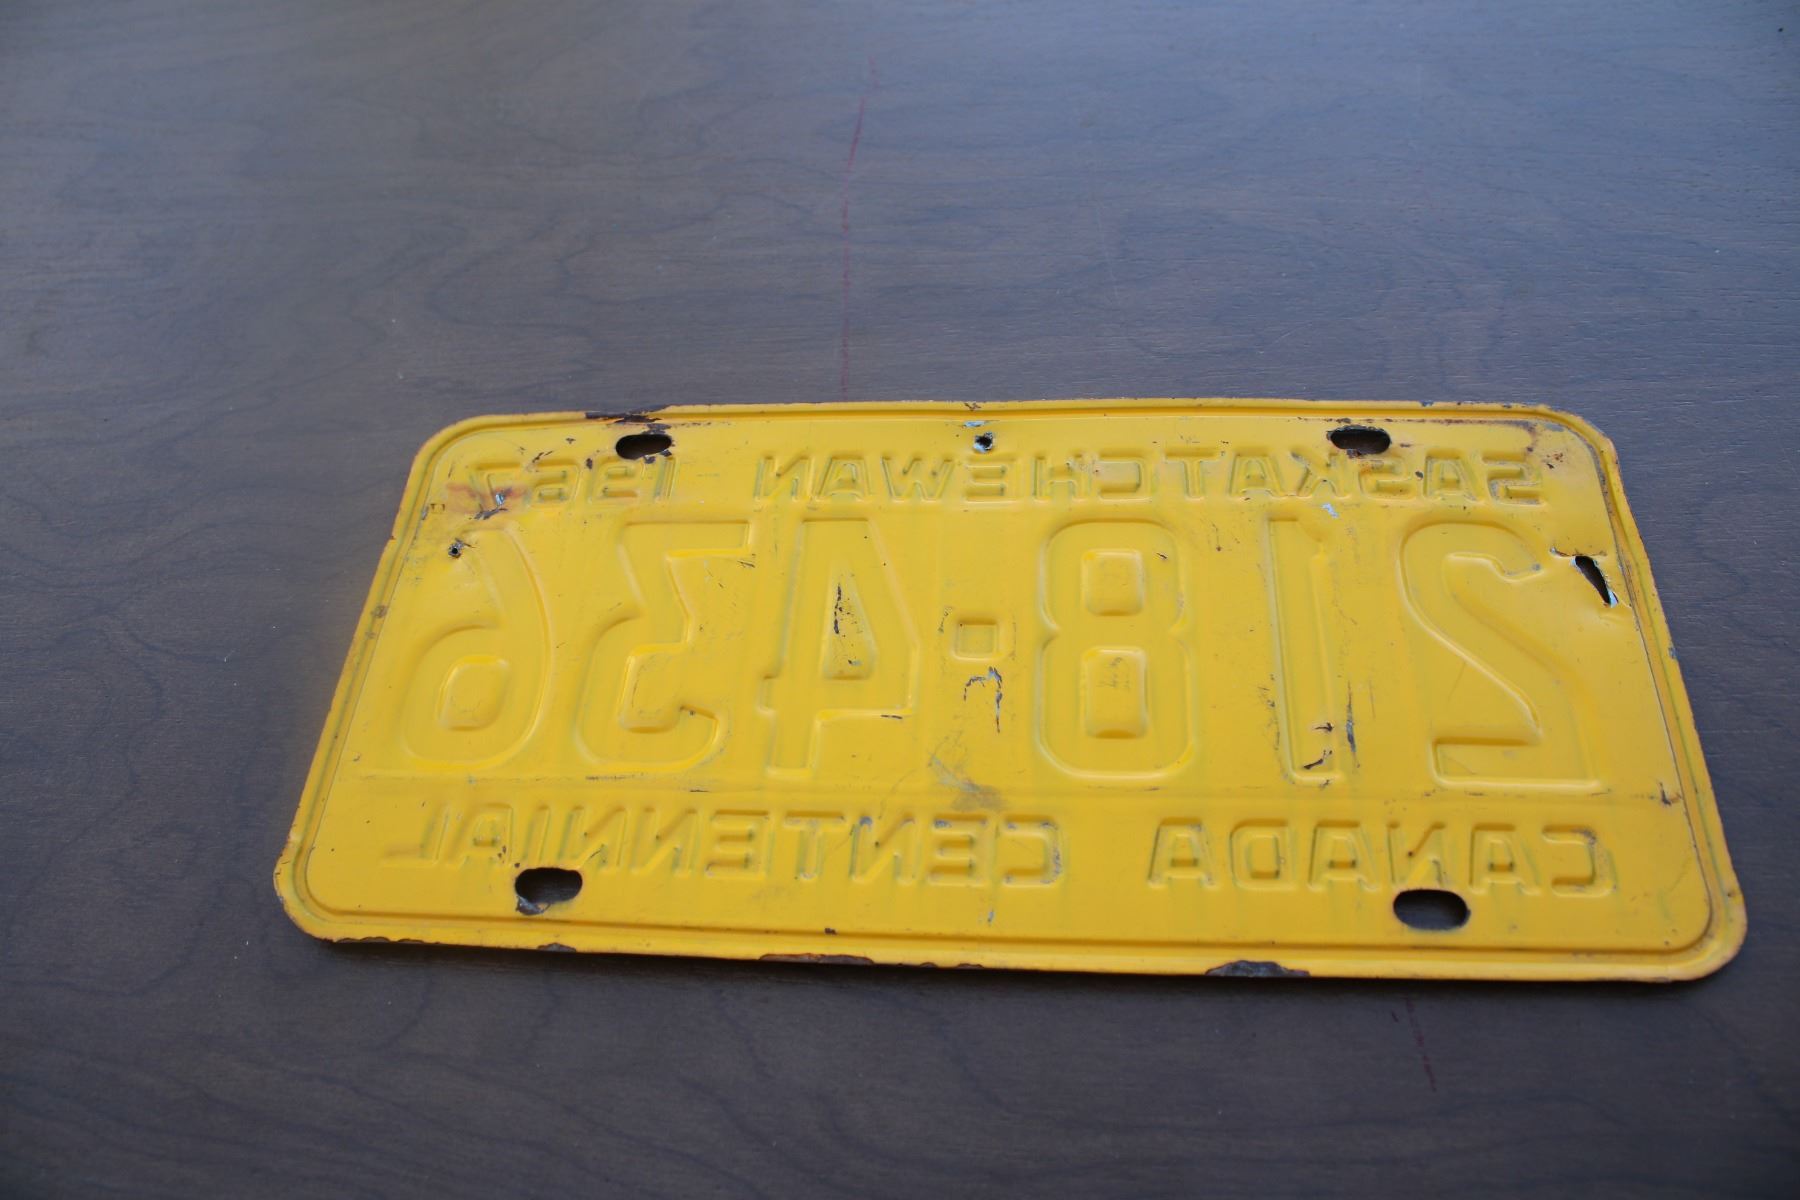 SASKATCHEWAN 1967
218-436
CANADA CENTENNIAL